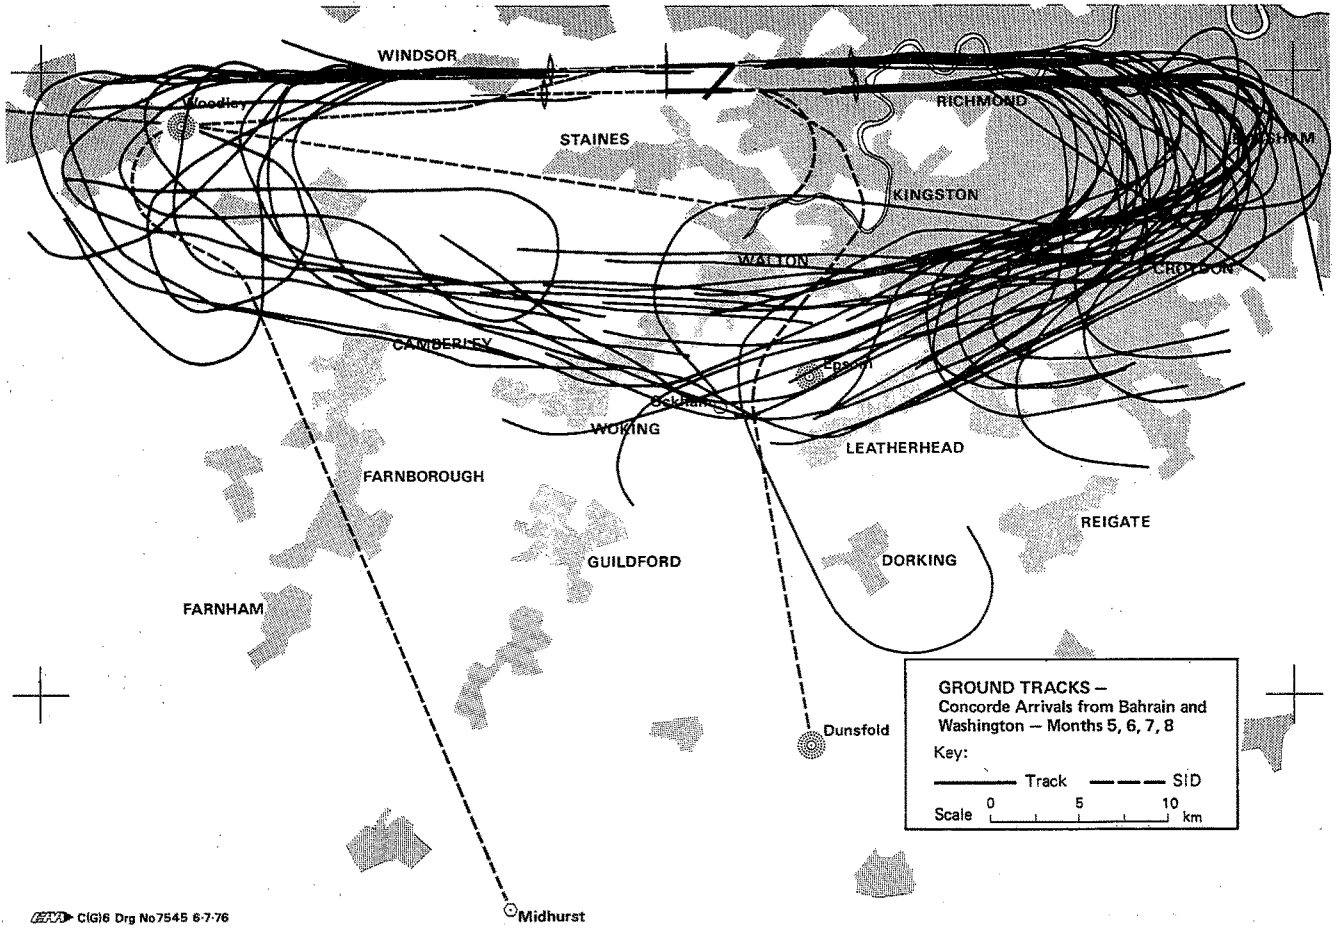 WINDSOR
Woodley
RICHMOND
STAINES
KINGSTON
WALTON
CROYDON
CAMBERLEY
Epsom
Ockham
WOKING
LEATHERHEAD
FARNBOROUGH
REIGATE
GUILDFORD
DORKING
FARNHAM
GROUND TRACKS –
Concorde Arrivals from Bahrain and
Washington – Months 5, 6, 7, 8
Key:
Track SID
Scale 0 5 10 km
Dunsfold
Midhurst
CAA C(G)6 Drg No7545 6·7·76